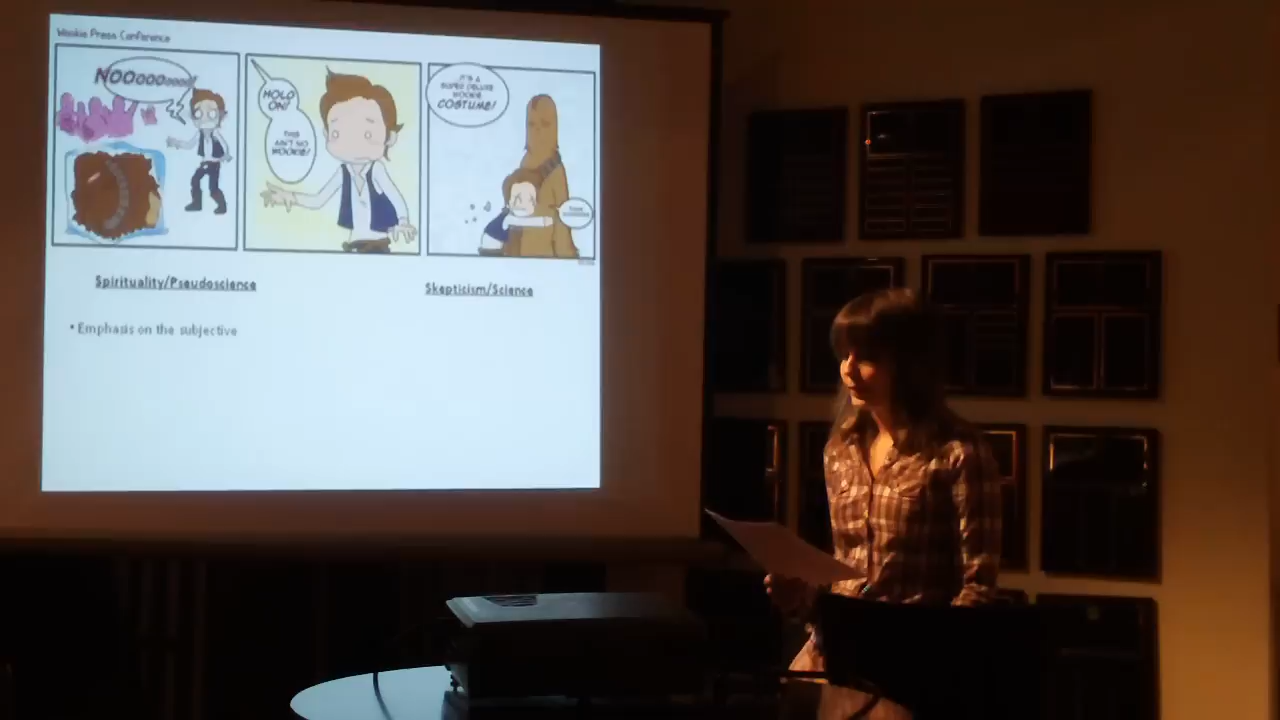 Wookie Press Conference
NOOOOOOOOO!
HOLD
ON!
THIS
AIN'T NO
WOOKIE!
IT'S A
SUPER DELUXE
WOOKIE
COSTUME!
Spirituality/Pseudoscience
Skepticism/Science
• Emphasis on the subjective